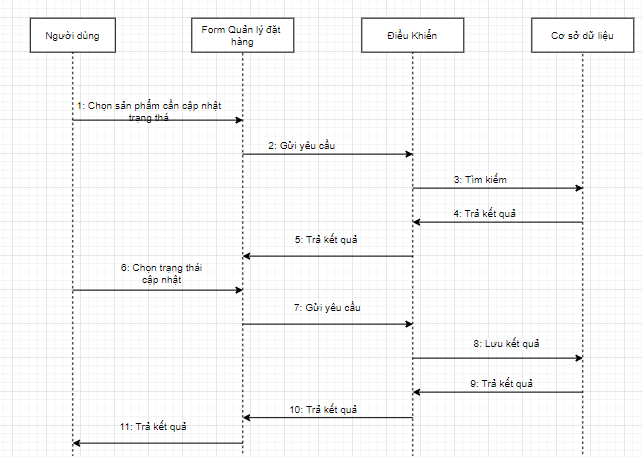 Người dùng
Form Quản lý đặt
hàng
Điều Khiển
Cơ sở dữ liệu
1: Chọn sản phẩm cần cập nhật
trạng thá
2: Gửi yêu cầu
3: Tìm kiếm
4: Trả kết quả
5: Trả kết quả
6: Chọn trạng thái
cập nhật
7: Gửi yêu cầu
8: Lưu kết quả
9: Trả kết quả
10: Trả kết quả
11: Trả kết quả